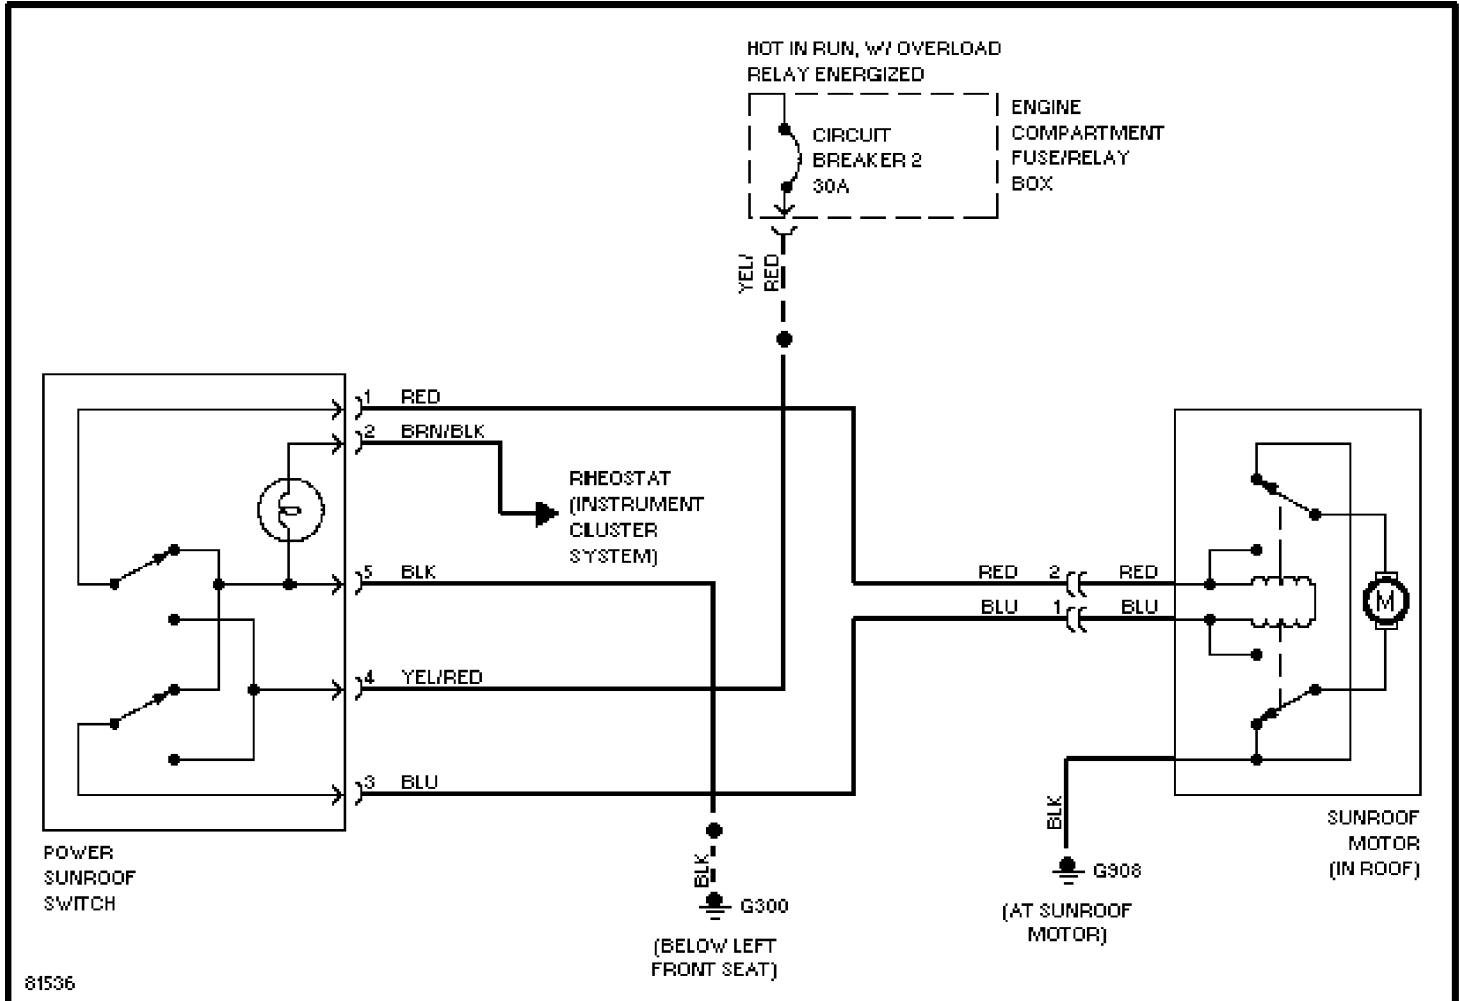 HOT IN RUN, W/ OVERLOAD
RELAY ENERGIZED
CIRCUIT
BREAKER 2
30A
ENGINE
COMPARTMENT
FUSE/RELAY
BOX
YEL/
RED
1 RED
2 BRN/BLK
RHEOSTAT
(INSTRUMENT
CLUSTER
SYSTEM)
5 BLK
4 YEL/RED
3 BLU
RED 2 RED
BLU 1 BLU
M
POWER
SUNROOF
SWITCH
BLK
G300
(BELOW LEFT
FRONT SEAT)
BLK
G908
(AT SUNROOF
MOTOR)
SUNROOF
MOTOR
(IN ROOF)
81536